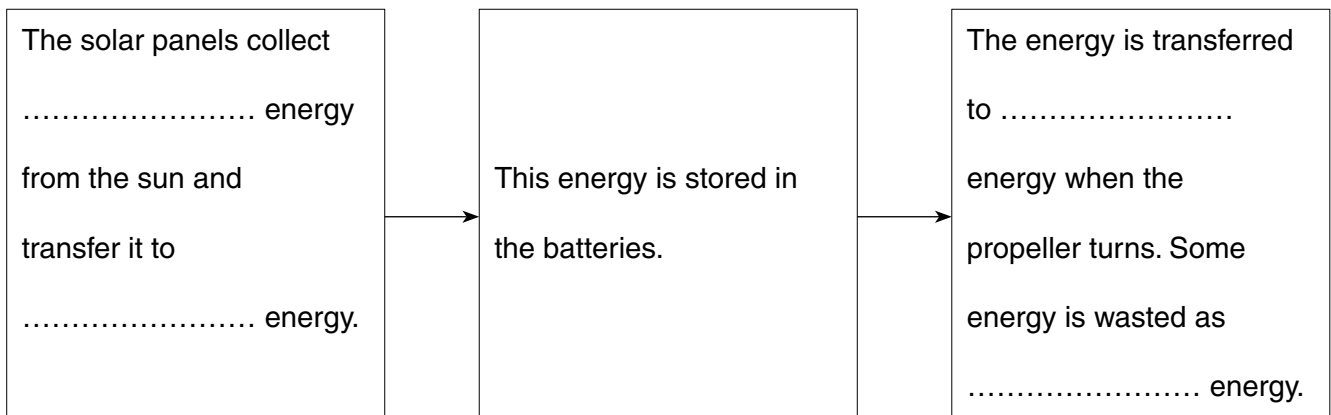 The solar panels collect
........................ energy
from the sun and
transfer it to
........................ energy.
This energy is stored in
the batteries.
The energy is transferred
to ........................
energy when the
propeller turns. Some
energy is wasted as
........................ energy.